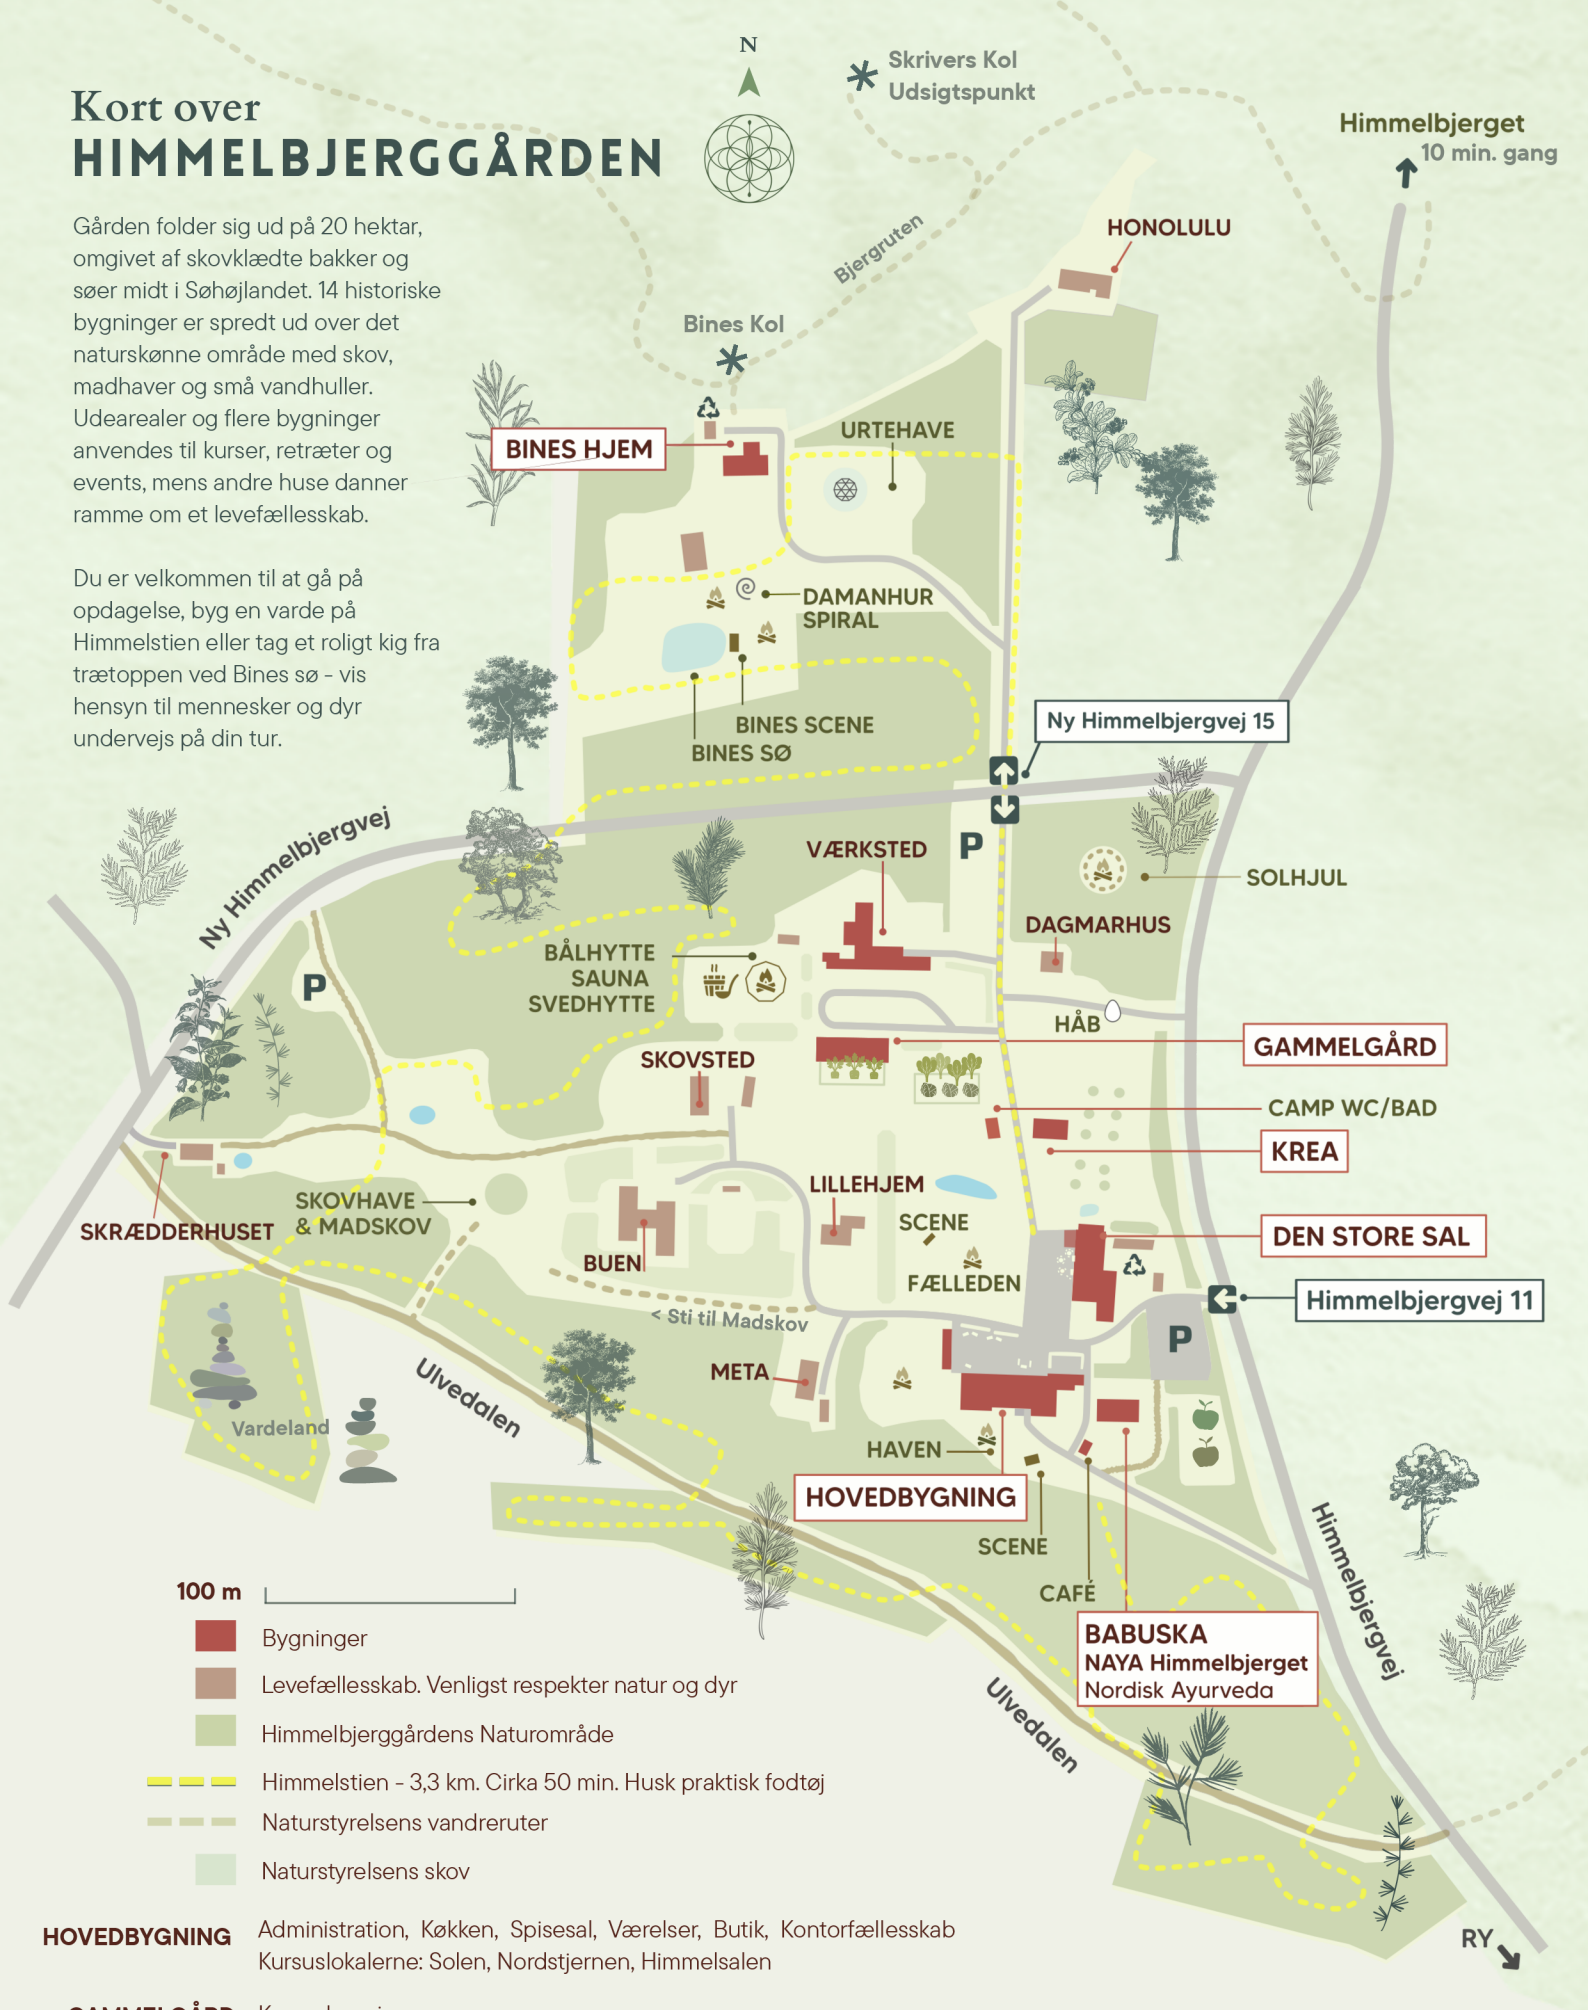 N
Skrivers Kol
Udsigtspunkt
Kort over
HIMMELBJERGGÅRDEN
Himmelbjerget
10 min. gang
Gården folder sig ud på 20 hektar,
omgivet af skovklædte bakker og
søer midt i Søhøjlandet. 14 historiske
bygninger er spredt ud over det
naturskønne område med skov,
madhaver og små vandhuller.
Udearealer og flere bygninger
anvendes til kurser, retræter og
events, mens andre huse danner
ramme om et levefællesskab.
Du er velkommen til at gå på
opdagelse, byg en varde på
Himmelstien eller tag et roligt kig fra
trætoppen ved Bines sø - vis
hensyn til mennesker og dyr
undervejs på din tur.
HONOLULU
Bjergruten
Bines Kol
BINES HJEM
URTEHAVE
DAMANHUR
SPIRAL
BINES SCENE
BINES SØ
Ny Himmelbjergvej 15
Ny Himmelbjergvej
VÆRKSTED
P
SOLHJUL
DAGMARHUS
BÅLHYTTE
SAUNA
SVEDHYTTE
P
HÅB
GAMMELGÅRD
SKOVSTED
CAMP WC/BAD
KREA
LILLEHJEM
SKOVHAVE
& MADSKOV
SKRÆDDERHUSET
SCENE
DEN STORE SAL
BUEN
FÆLLEDEN
Himmelbjergvej 11
< Sti til Madskov
P
META
Ulvedalen
Vardeland
HAVEN
HOVEDBYGNING
SCENE
CAFÉ
Himmelbjergvej
BABUSKA
NAYA Himmelbjerget
Nordisk Ayurveda
Ulvedalen
100 m
Bygninger
Levefællesskab. Venligst respekter natur og dyr
Himmelbjerggårdens Naturområde
Himmelstien - 3,3 km. Cirka 50 min. Husk praktisk fodtøj
Naturstyrelsens vandreruter
Naturstyrelsens skov
HOVEDBYGNING Administration, Køkken, Spisesal, Værelser, Butik, Kontorfællesskab
Kursuslokalerne: Solen, Nordstjernen, Himmelsalen
RY
GAMMELGÅRD